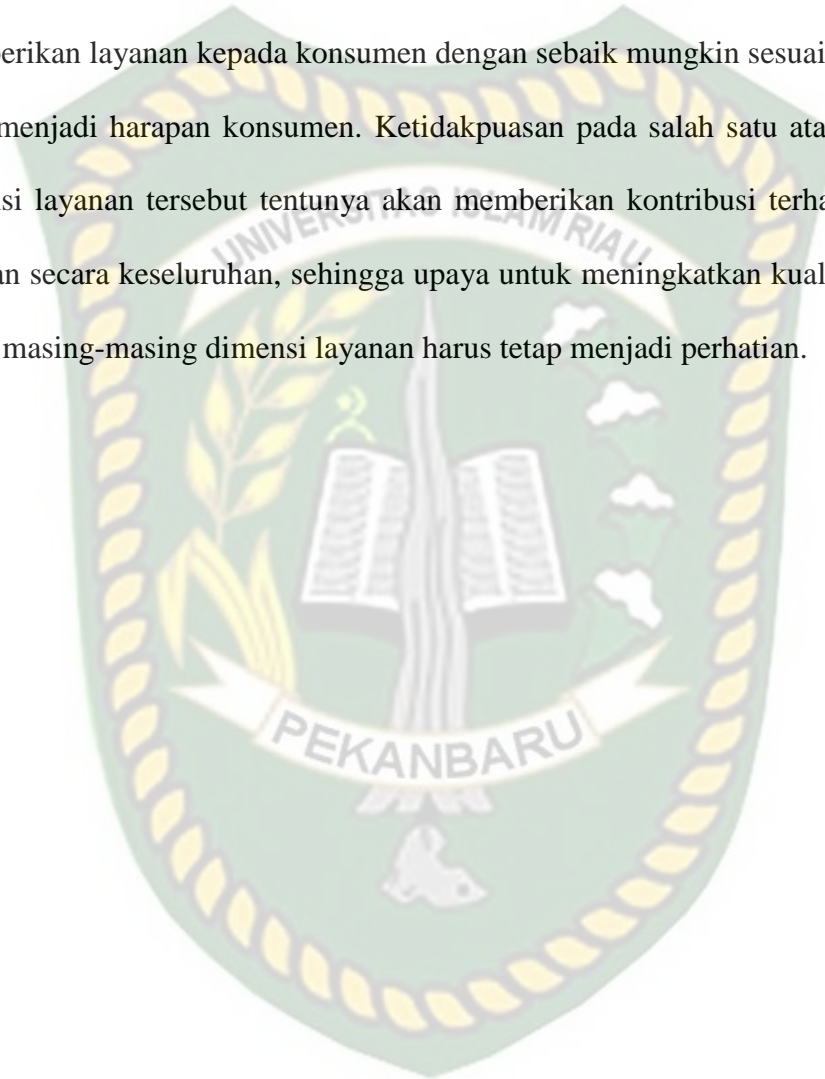 berikan layanan kepada konsumen dengan sebaik mungkin sesuai
menjadi harapan konsumen. Ketidakpuasan pada salah satu ata
si layanan tersebut tentunya akan memberikan kontribusi terha
an secara keseluruhan, sehingga upaya untuk meningkatkan kual
masing-masing dimensi layanan harus tetap menjadi perhatian.
UNIVERSITAS ISLAM RIAU
PEKANBARU